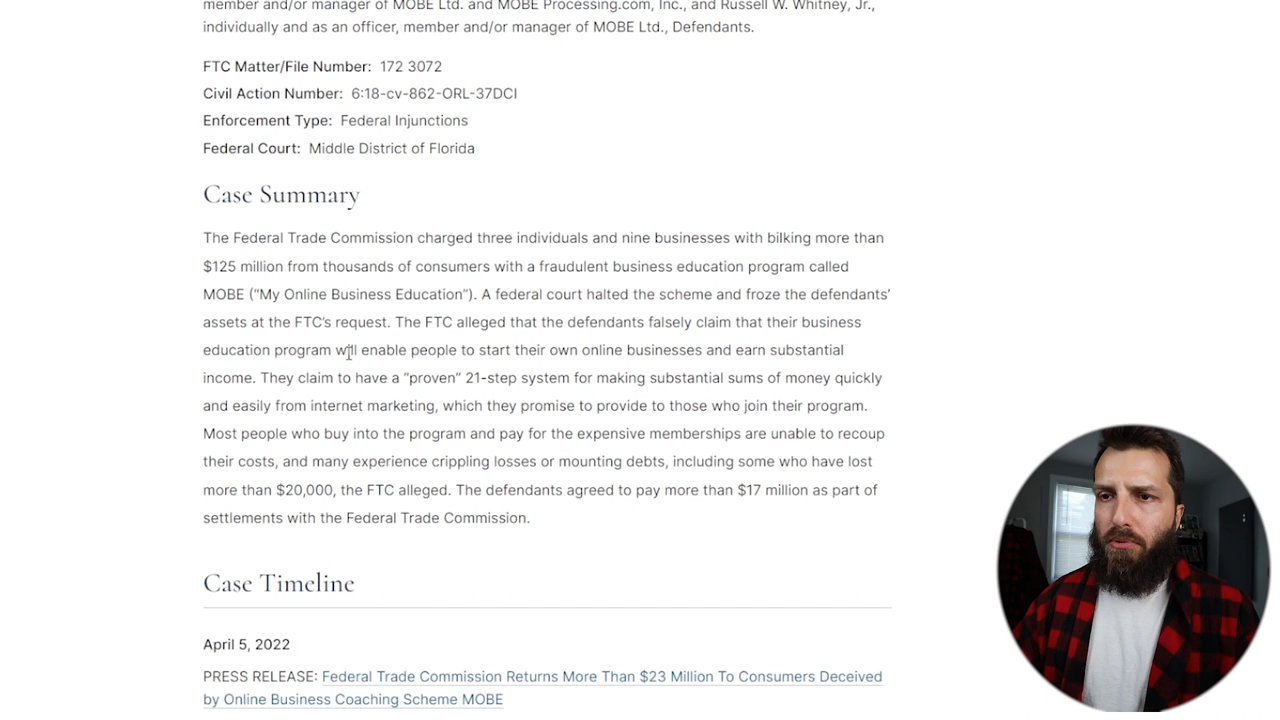 member and/or manager of MOBE Ltd. and MOBE Processing.com, Inc., and Russell W. Whitney, Jr.,
individually and as an officer, member and/or manager of MOBE Ltd., Defendants.
FTC Matter/File Number: 172 3072
Civil Action Number: 6:18-cv-862-ORL-37DCI
Enforcement Type: Federal Injunctions
Federal Court: Middle District of Florida
Case Summary
The Federal Trade Commission charged three individuals and nine businesses with bilking more than
$125 million from thousands of consumers with a fraudulent business education program called
MOBE (“My Online Business Education”). A federal court halted the scheme and froze the defendants’
assets at the FTC’s request. The FTC alleged that the defendants falsely claim that their business
education program will enable people to start their own online businesses and earn substantial
income. They claim to have a “proven” 21-step system for making substantial sums of money quickly
and easily from internet marketing, which they promise to provide to those who join their program.
Most people who buy into the program and pay for the expensive memberships are unable to recoup
their costs, and many experience crippling losses or mounting debts, including some who have lost
more than $20,000, the FTC alleged. The defendants agreed to pay more than $17 million as part of
settlements with the Federal Trade Commission.
Case Timeline
April 5, 2022
PRESS RELEASE: Federal Trade Commission Returns More Than $23 Million To Consumers Deceived
by Online Business Coaching Scheme MOBE